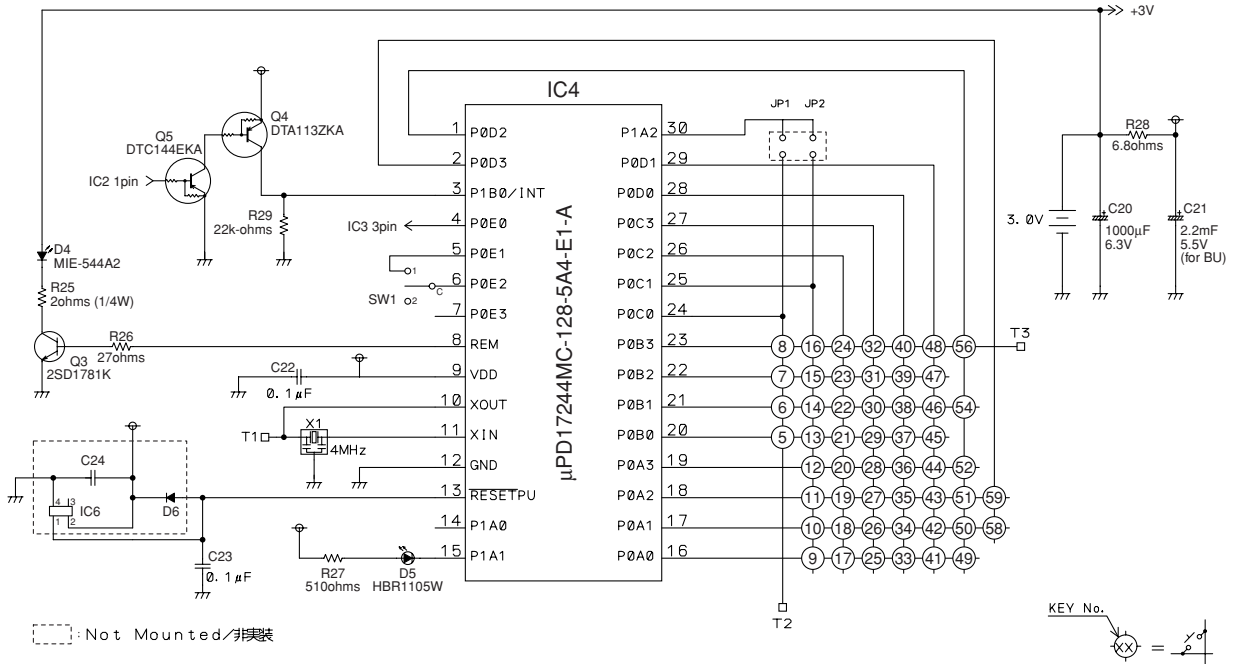 +3V
IC4
JP1 JP2
Q4
DTA113ZKA
Q5
DTC144EKA
IC2 1pin
R29
22k-ohms
IC3 3pin
SW1
1
C
2
D4
MIE-544A2
R25
2ohms (1/4W)
Q3
2SD1781K
R26
27ohms
C22
0.1μF
T1
X1
4MHz
C24
IC6
4 3
1 2
D6
C23
0.1μF
R27
510ohms
D5
HBR1105W
μPD17244MC-128-5A4-E1-A
1 P0D2
2 P0D3
3 P1B0/INT
4 P0E0
5 P0E1
6 P0E2
7 P0E3
8 REM
9 VDD
10 XOUT
11 XIN
12 GND
13 RESETPU
14 P1A0
15 P1A1
P1A2 30
P0D1 29
P0D0 28
P0C3 27
P0C2 26
P0C1 25
P0C0 24
P0B3 23
P0B2 22
P0B1 21
P0B0 20
P0A3 19
P0A2 18
P0A1 17
P0A0 16
8 16 24 32 40 48 56
7 15 23 31 39 47
6 14 22 30 38 46 54
5 13 21 29 37 45
12 20 28 36 44 52
11 19 27 35 43 51 59
10 18 26 34 42 50 58
9 17 25 33 41 49
T3
T2
R28
6.8ohms
3.0V
C20
1000μF
6.3V
C21
2.2mF
5.5V
(for BU)
: Not Mounted/非実装
KEY No.
XX =